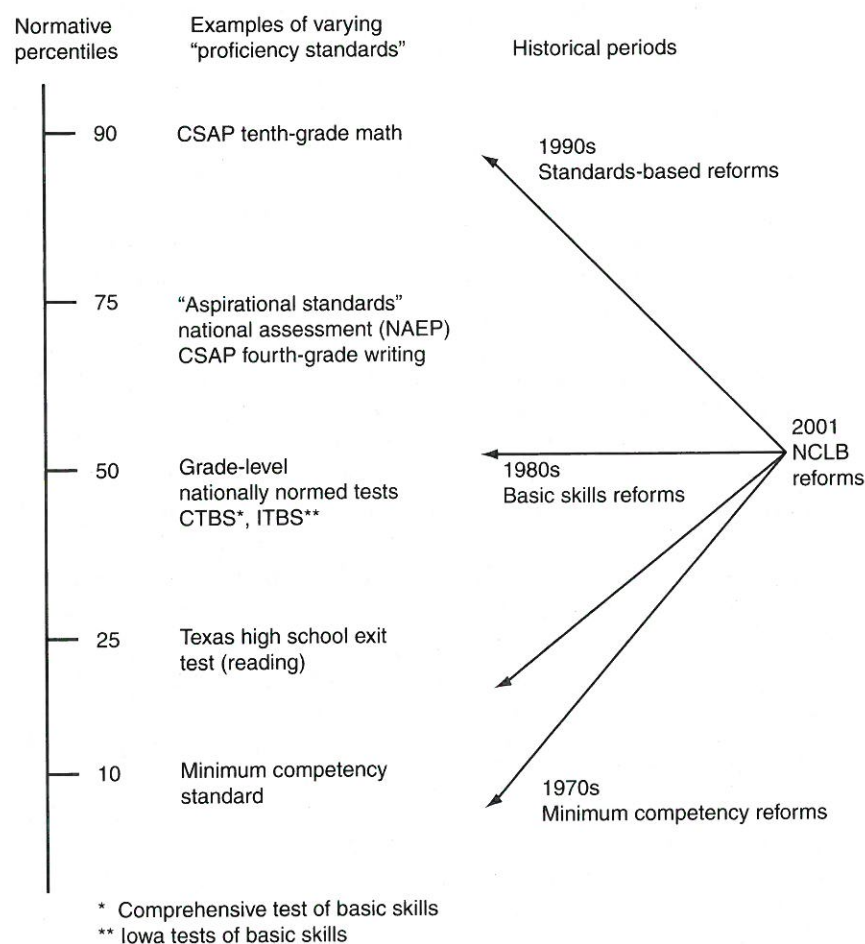 Normative
percentiles
Examples of varying
“proficiency standards”
Historical periods
90
CSAP tenth-grade math
1990s
Standards-based reforms
75
“Aspirational standards”
national assessment (NAEP)
CSAP fourth-grade writing
2001
NCLB
reforms
50
Grade-level
nationally normed tests
CTBS*, ITBS**
1980s
Basic skills reforms
25
Texas high school exit
test (reading)
10
Minimum competency
standard
1970s
Minimum competency reforms
* Comprehensive test of basic skills
** Iowa tests of basic skills